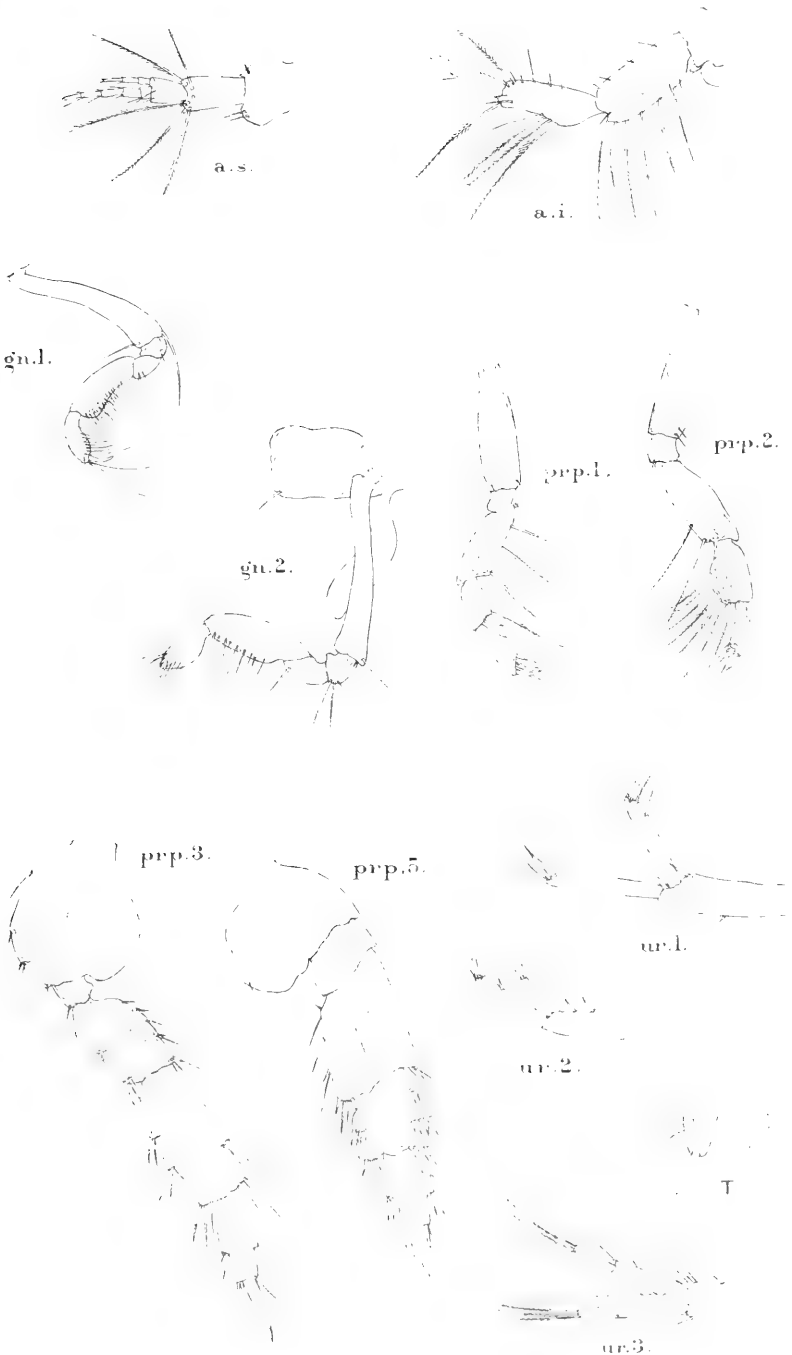 a.s.
a.i.
gn.1.
prp.2.
prp.1.
gn.2.
prp.3.
prp.5.
ur.1.
ur.2.
T
ur.3.